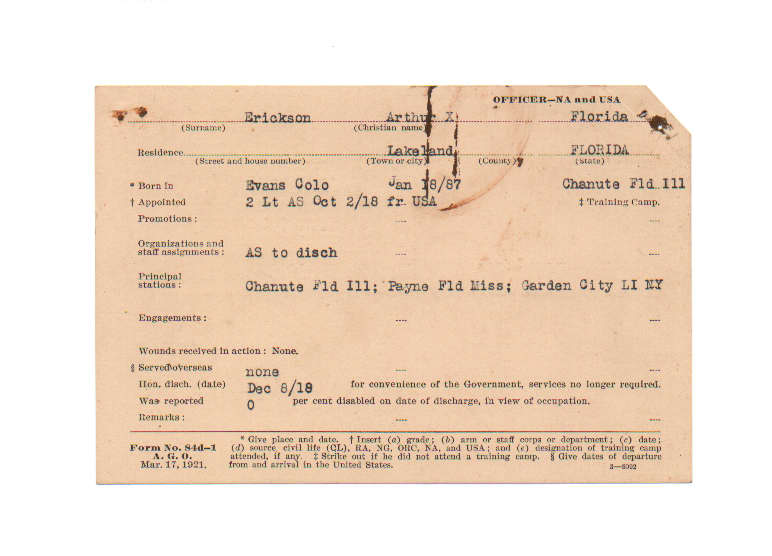 OFFICER—NA and USA
Erickson Arthur X Florida
(Surname) (Christian name)
Residence Lakeland, FLORIDA
(Street and house number) (Town or city) (County) (State)
* Born in Evans Colo Jan 18/87 Chanute Fld Ill
† Appointed 2 Lt AS Oct 2/18 fr USA ‡ Training Camp.
Promotions: ---- ----
Organizations and
staff assignments: AS to disch ---- ----
Principal
stations: Chanute Fld Ill; Payne Fld Miss; Garden City LI NY
Engagements: ---- ----
Wounds received in action: None.
§ Served overseas none ---- ----
Hon. disch. (date) Dec 8/18 for convenience of the Government, services no longer required.
Was reported 0 per cent disabled on date of discharge, in view of occupation.
Remarks: ---- ----
* Give place and date. † Insert (a) grade; (b) arm or staff corps or department; (c) date;
Form No. 84d-1 (d) source, civil life (CL), RA, NG, ORC, NA, and USA; and (e) designation of training camp
A. G. O. attended, if any. ‡ Strike out if he did not attend a training camp. § Give dates of departure
Mar. 17, 1921. from and arrival in the United States. 3—6092